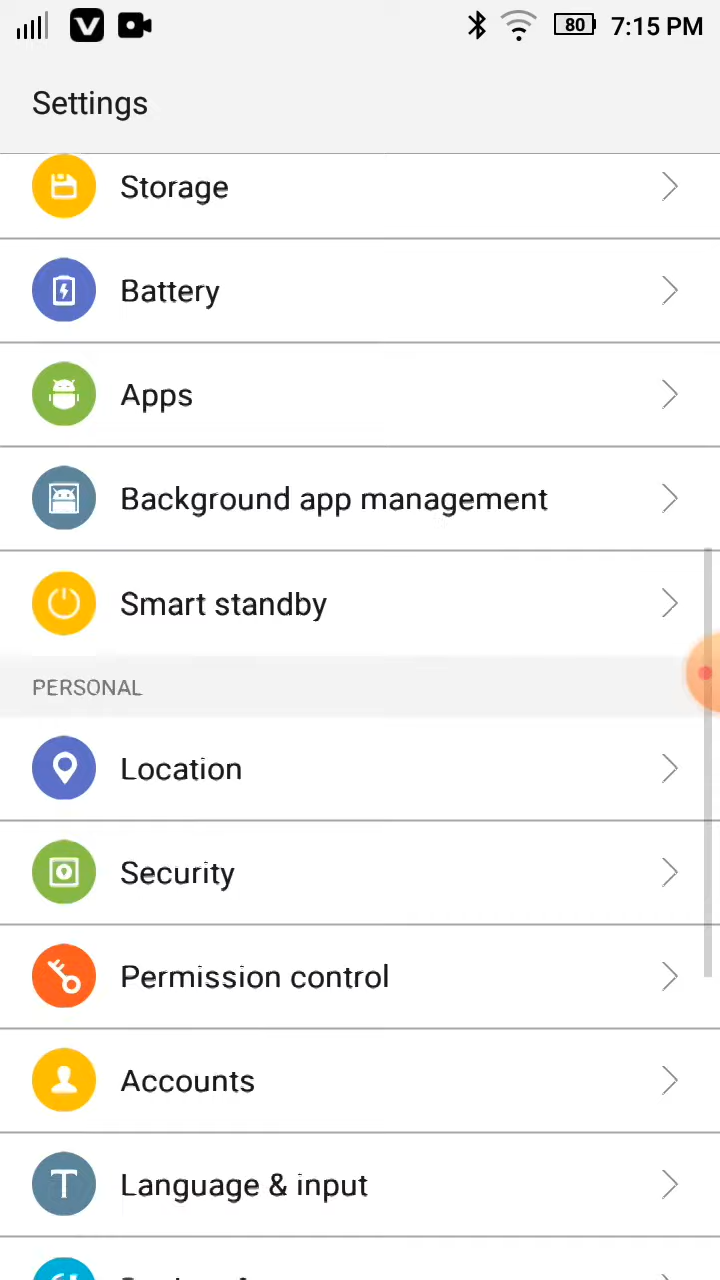 V
80 7:15 PM
Settings
Storage
Battery
Apps
Background app management
Smart standby
PERSONAL
Location
Security
Permission control
Accounts
T Language & input